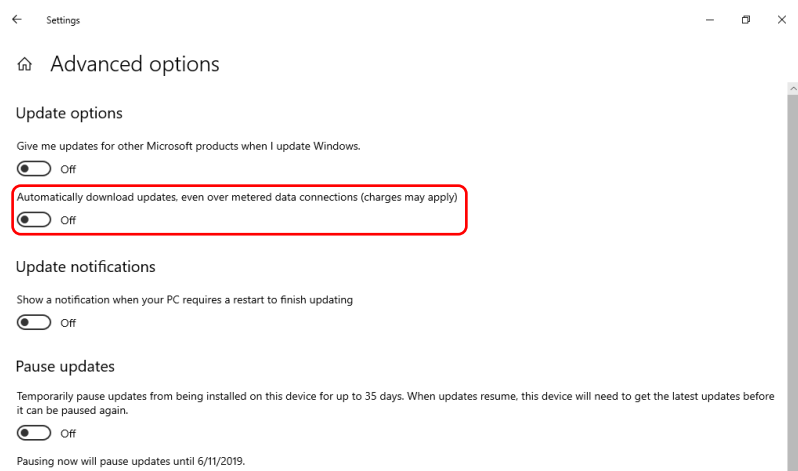 Settings
Advanced options
Update options
Give me updates for other Microsoft products when I update Windows.
Off
Automatically download updates, even over metered data connections (charges may apply)
Off
Update notifications
Show a notification when your PC requires a restart to finish updating
Off
Pause updates
Temporarily pause updates from being installed on this device for up to 35 days. When updates resume, this device will need to get the latest updates before
it can be paused again.
Off
Pausing now will pause updates until 6/11/2019.